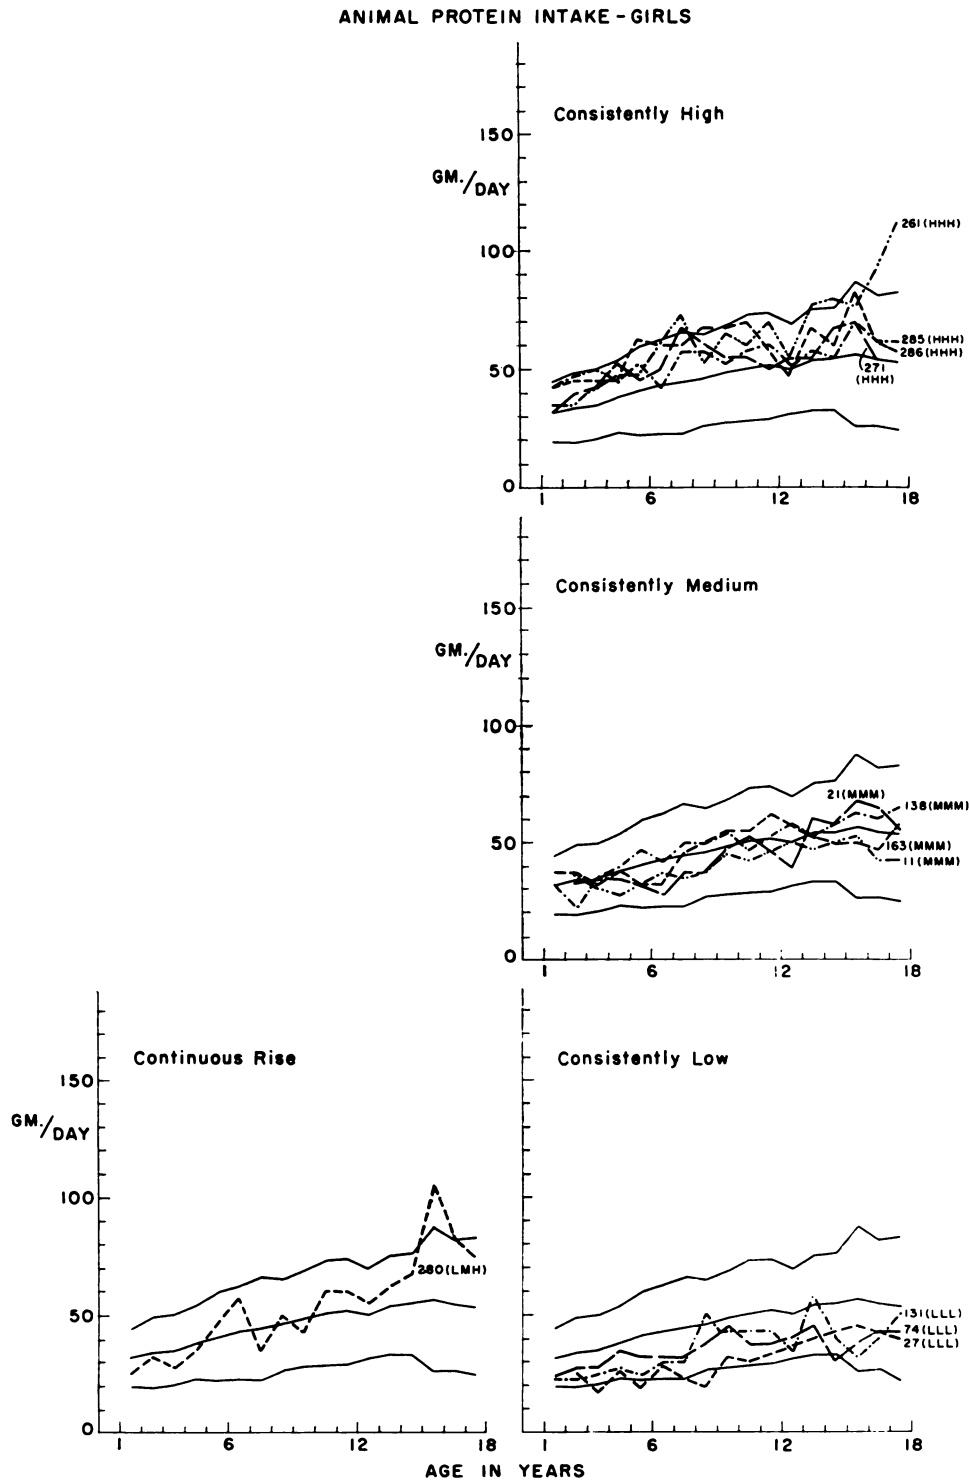 ANIMAL PROTEIN INTAKE-GIRLS
Consistently High
150
GM./DAY
261(HHH)
100
285(HHH)
286(HHH)
271
(HHH)
50
0
1 6 12 18
Consistently Medium
150
GM./DAY
100
21(MMM)
138(MMM)
50
163(MMM)
11(MMM)
0
1 6 12 18
Continuous Rise
150
GM./DAY
100
280(LMH)
50
0
1 6 12 18
Consistently Low
131(LLL)
74(LLL)
27(LLL)
1 6 12 18
AGE IN YEARS